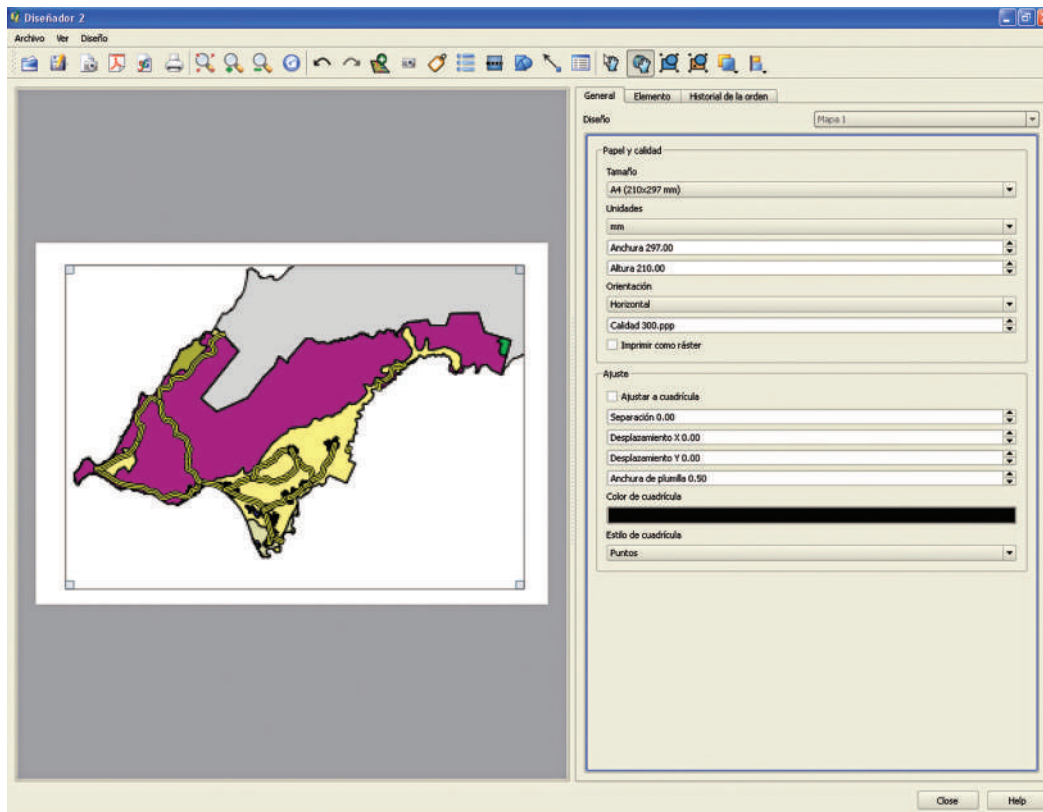 Diseñador 2
Archivo Ver Diseño
General Elemento Historial de la orden
Diseño Mapa 1
Papel y calidad
Tamaño
A4 (210x297 mm)
Unidades
mm
Anchura 297.00
Altura 210.00
Orientación
Horizontal
Calidad 300.ppp
Imprimir como ráster
Ajuste
Ajustar a cuadrícula
Separación 0.00
Desplazamiento X 0.00
Desplazamiento Y 0.00
Anchura de plumilla 0.50
Color de cuadrícula
Estilo de cuadrícula
Puntos
Close Help